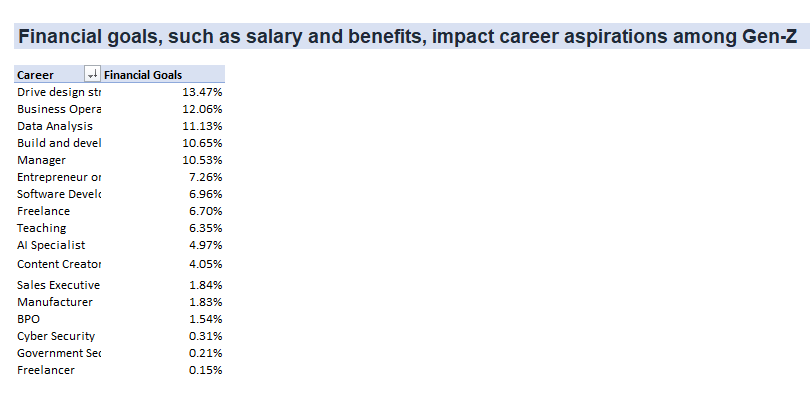 Financial goals, such as salary and benefits, impact career aspirations among Gen-Z
Career Financial Goals
Drive design str 13.47%
Business Opera 12.06%
Data Analysis 11.13%
Build and devel 10.65%
Manager 10.53%
Entrepreneur or 7.26%
Software Develo 6.96%
Freelance 6.70%
Teaching 6.35%
AI Specialist 4.97%
Content Creator 4.05%
Sales Executive 1.84%
Manufacturer 1.83%
BPO 1.54%
Cyber Security 0.31%
Government Sec 0.21%
Freelancer 0.15%